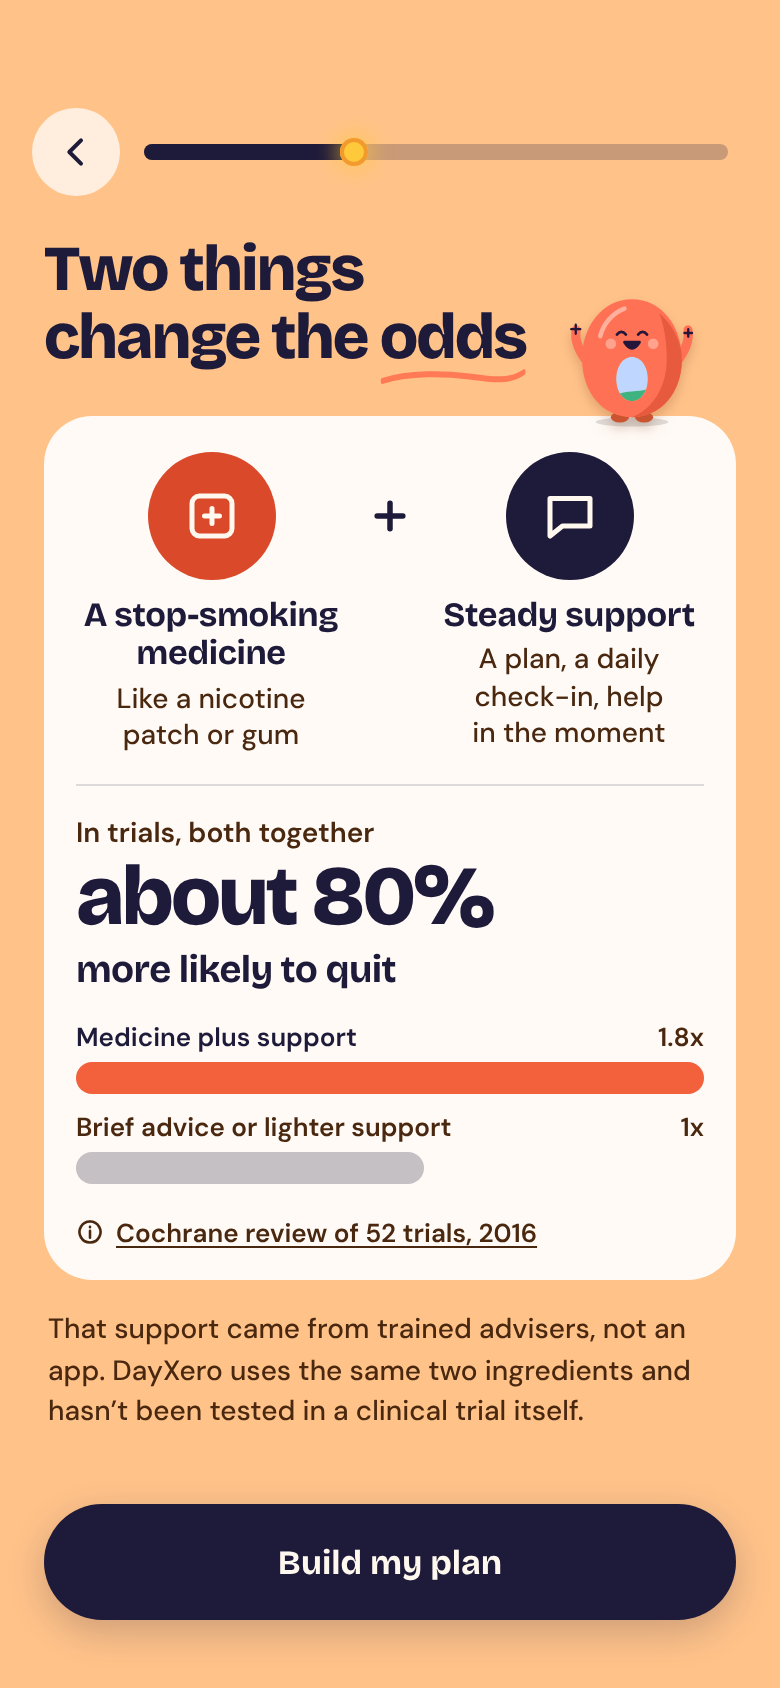 Two things
change the odds
A stop-smoking
medicine
Like a nicotine
patch or gum
Steady support
A plan, a daily
check-in, help
in the moment
In trials, both together
about 80%
more likely to quit
Medicine plus support 1.8x
Brief advice or lighter support 1x
Cochrane review of 52 trials, 2016
That support came from trained advisers, not an
app. DayXero uses the same two ingredients and
hasn’t been tested in a clinical trial itself.
Build my plan